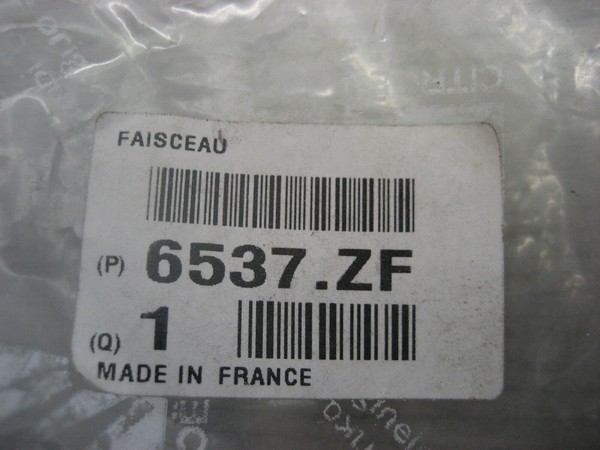 FAISCEAU
(P) 6537.ZF
(Q) 1
MADE IN FRANCE